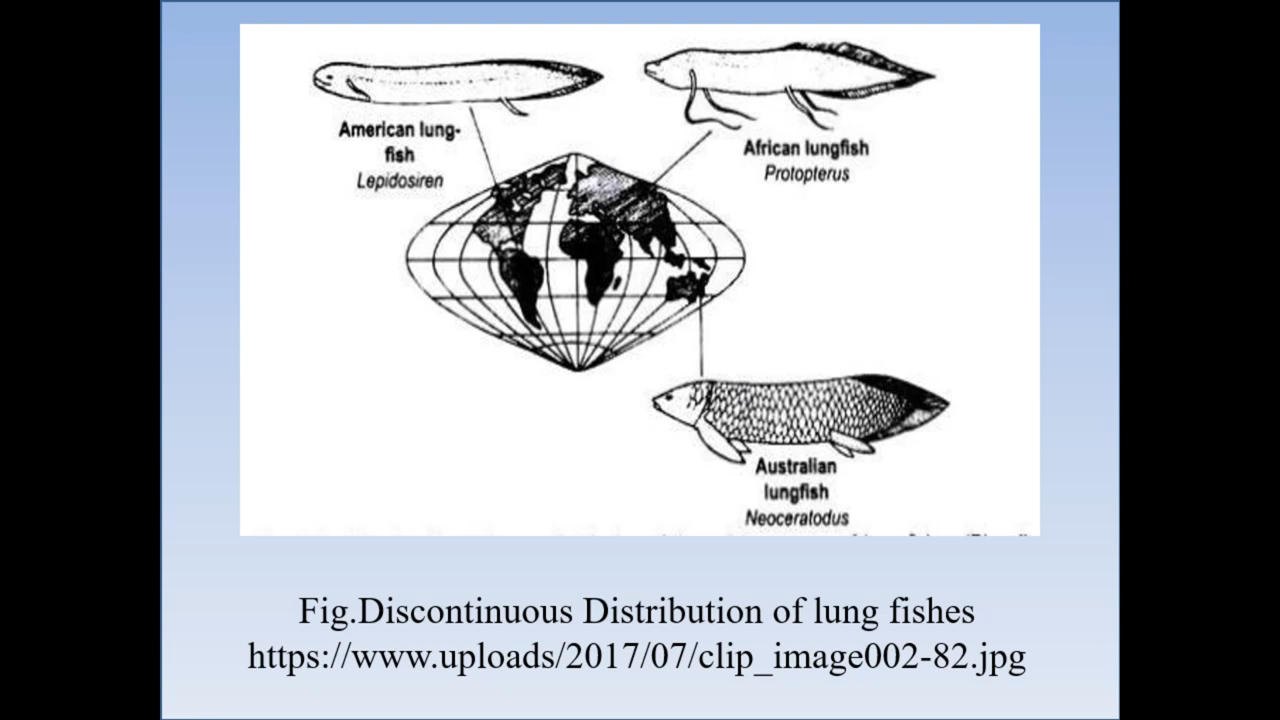 American lung-
fish
Lepidosiren
African lungfish
Protopterus
Australian
lungfish
Neoceratodus
Fig.Discontinuous Distribution of lung fishes
https://www.uploads/2017/07/clip_image002-82.jpg